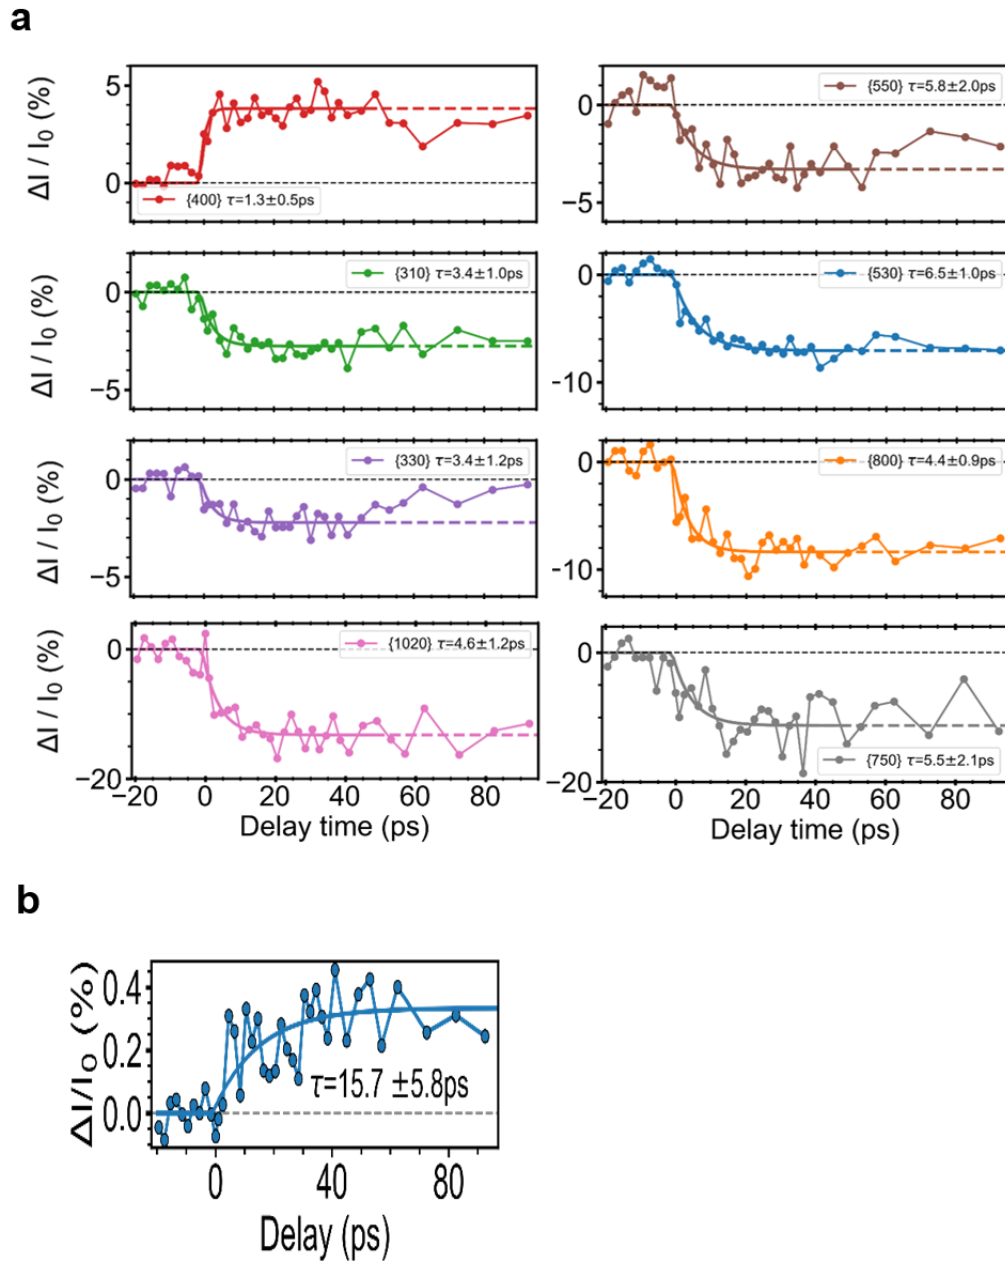 a
ΔI / I₀ (%)
5
0
{400} τ=1.3±0.5ps
0
−5
{550} τ=5.8±2.0ps
ΔI / I₀ (%)
0
−5
{310} τ=3.4±1.0ps
0
−10
{530} τ=6.5±1.0ps
ΔI / I₀ (%)
0
−5
{330} τ=3.4±1.2ps
0
-10
{800} τ=4.4±0.9ps
ΔI / I₀ (%)
0
−20
{1020} τ=4.6±1.2ps
0
−20
{750} τ=5.5±2.1ps
−20 0 20 40 60 80
Delay time (ps)
−20 0 20 40 60 80
Delay time (ps)
b
ΔI/I₀ (%)
0.4
0.2
0.0
τ=15.7 ±5.8ps
0 40 80
Delay (ps)